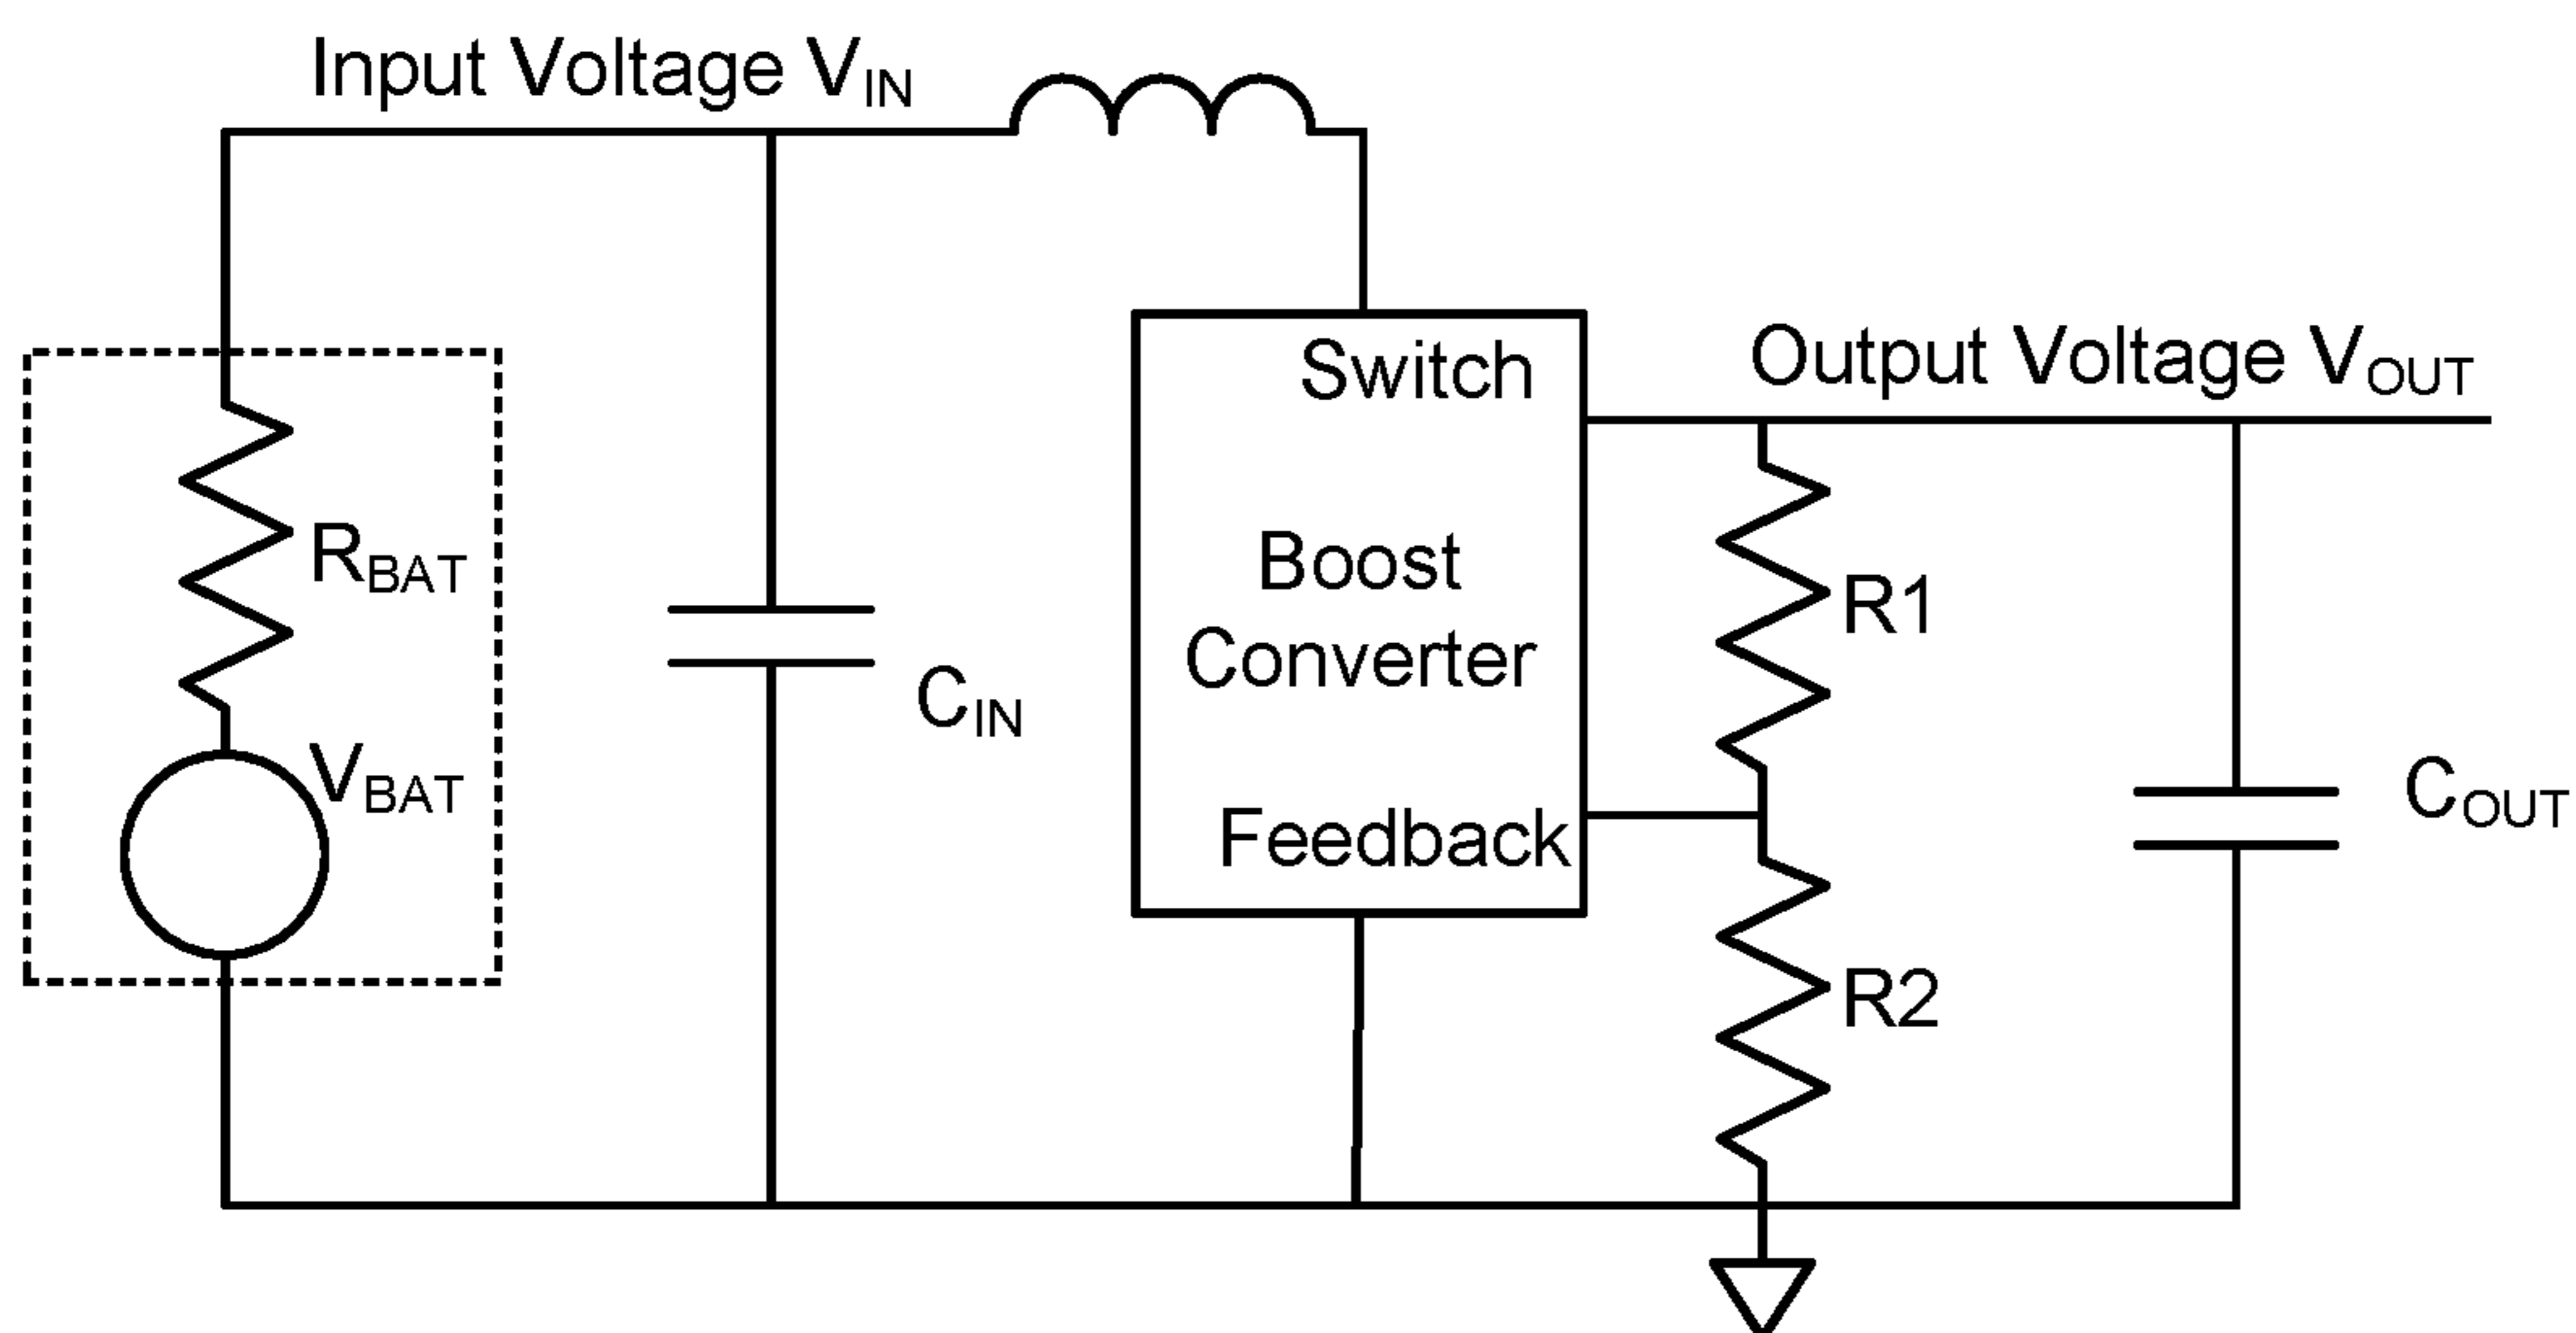 Input Voltage VIN
Switch
Output Voltage VOUT
RBAT
Boost
Converter
R1
CIN
VBAT
COUT
Feedback
R2